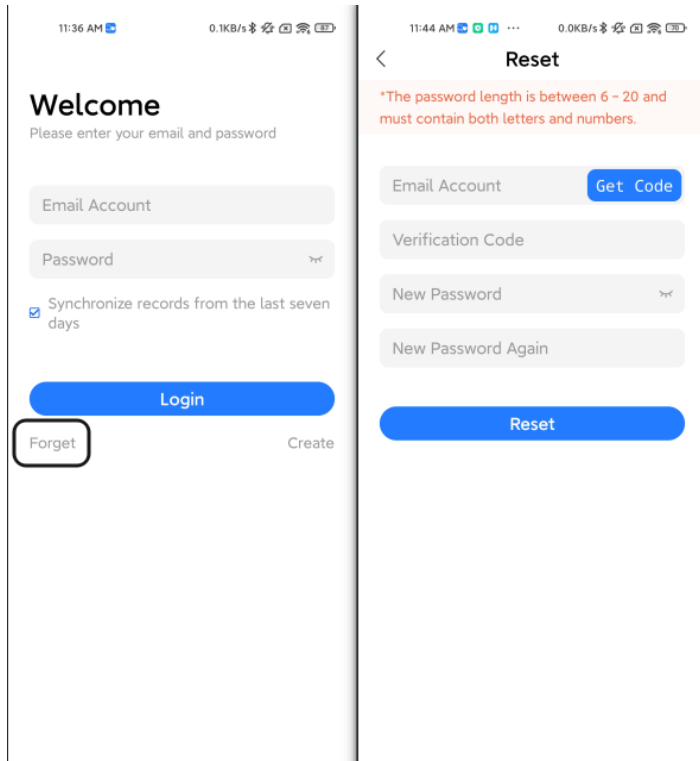 11:36 AM
0.1KB/s
87
Welcome
Please enter your email and password
Email Account
Password
Synchronize records from the last seven
days
Login
Forget
Create
11:44 AM
···
0.0KB/s
70
Reset
*The password length is between 6 - 20 and
must contain both letters and numbers.
Email Account
Get Code
Verification Code
New Password
New Password Again
Reset